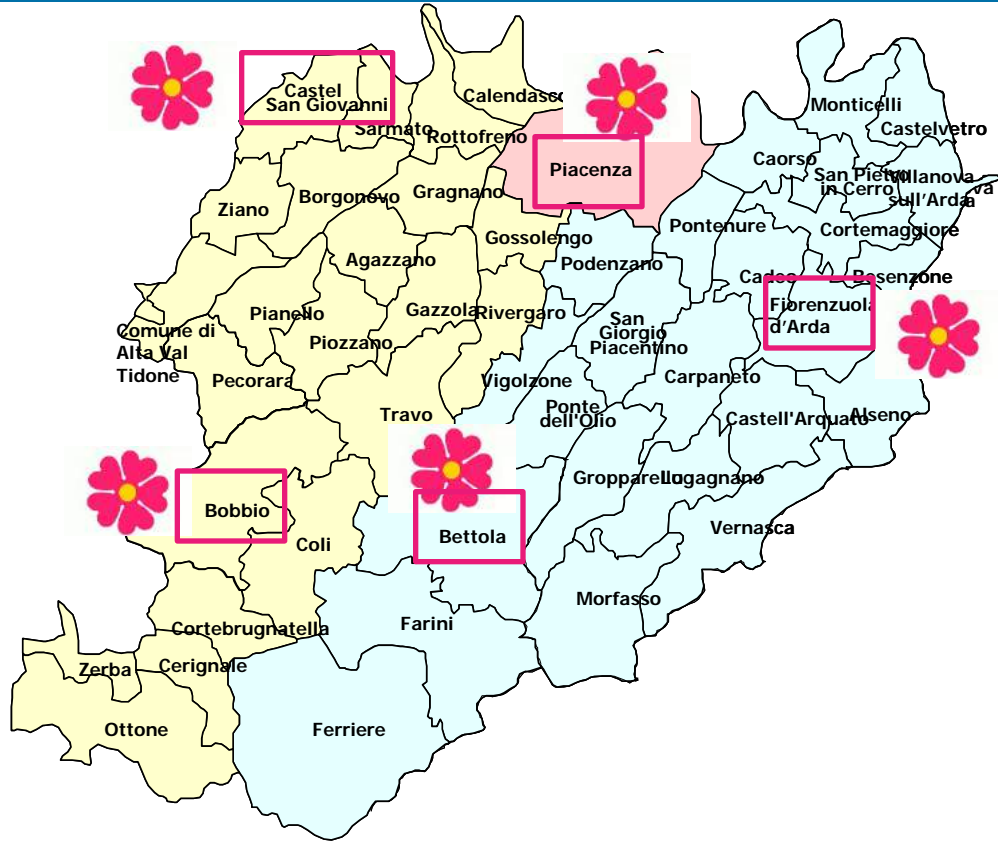 Castel
San Giovanni
Sarmato
Rottofreno
Calendasco
Piacenza
Monticelli
Castelvetro
Caorso
San Pietro
in Cerro
Villanova
sull'Arda
va
a
Ziano
Borgonovo
Gragnano
Gossolengo
Pontenure
Cortemaggiore
Agazzano
Podenzano
Cadeo
Besenzone
Pianello
Gazzola
Rivergaro
Fiorenzuola
d'Arda
San
Giorgio
Piacentino
Comune di
Alta Val
Tidone
Piozzano
Pecorara
Vigolzone
Carpaneto
Travo
Ponte
dell'Olio
Castell'Arquato
Alseno
Gropparello
Lugagnano
Bobbio
Bettola
Vernasca
Coli
Morfasso
Cortebrugnatella
Farini
Zerba
Cerignale
Ottone
Ferriere